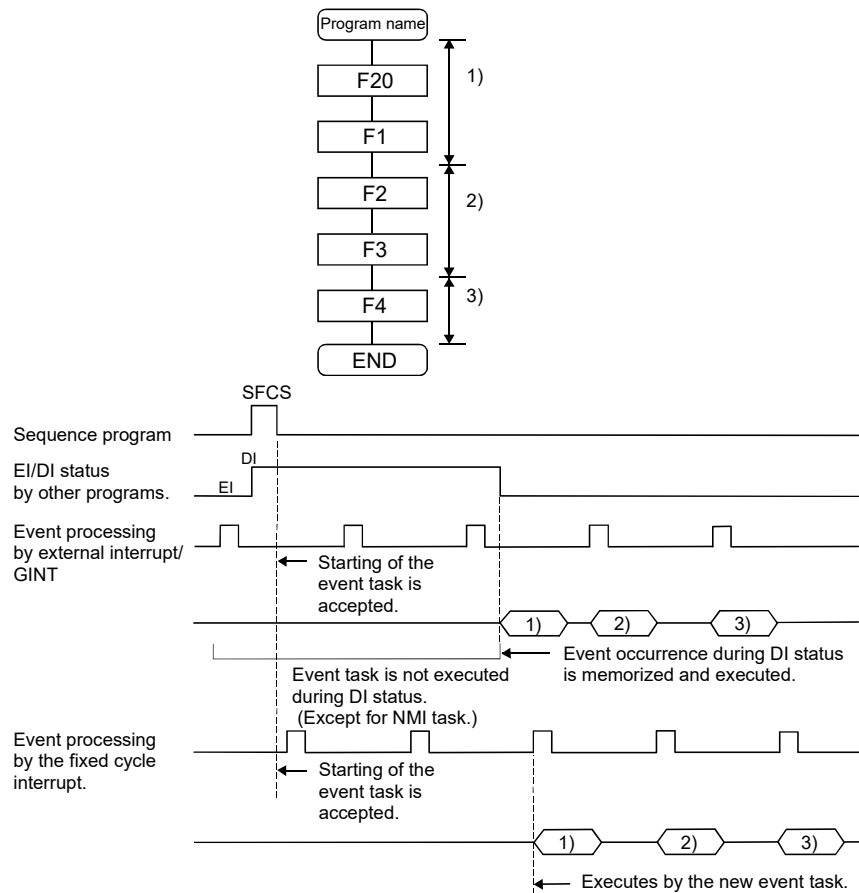 Program name
F20
1)
F1
F2
2)
F3
F4
3)
END
SFCS
Sequence program
EI/DI status
by other programs.
DI
EI
Event processing
by external interrupt/
GINT
Starting of the
event task is
accepted.
1)
2)
3)
Event task is not executed
during DI status.
(Except for NMI task.)
Event occurrence during DI status
is memorized and executed.
Event processing
by the fixed cycle
interrupt.
Starting of the
event task is
accepted.
1)
2)
3)
Executes by the new event task.